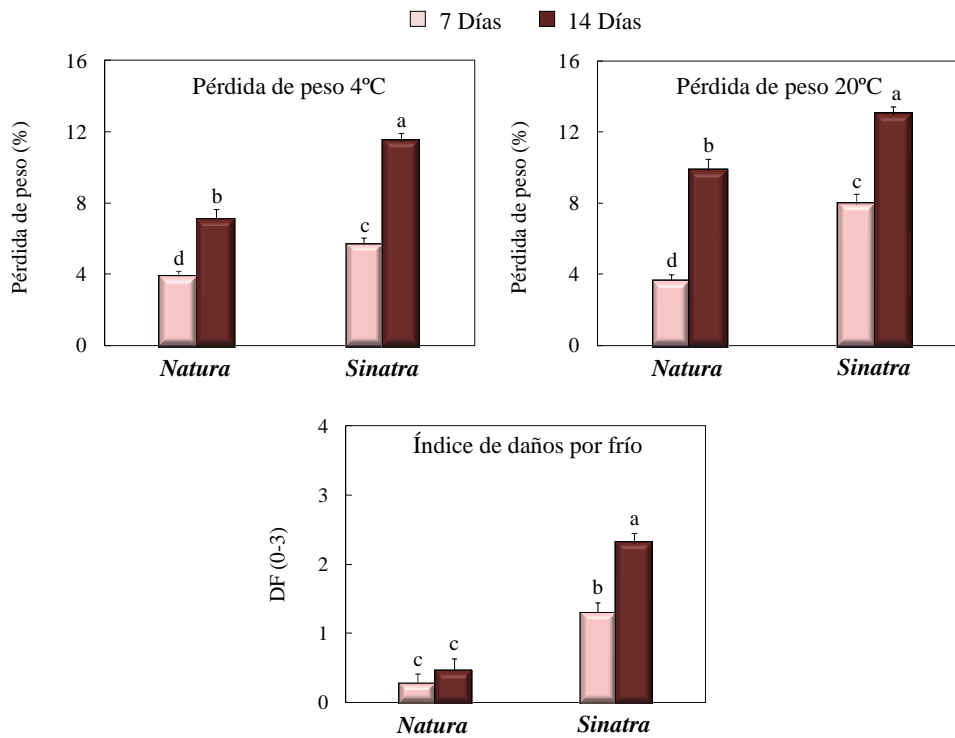 7 Días 14 Días
Pérdida de peso 4ºC
Pérdida de peso (%)
16
12
8
4
0
d
b
c
a
Natura Sinatra
Pérdida de peso 20ºC
Pérdida de peso (%)
16
12
8
4
0
d
b
c
a
Natura Sinatra
Índice de daños por frío
DF (0-3)
4
3
2
1
0
c
c
b
a
Natura Sinatra